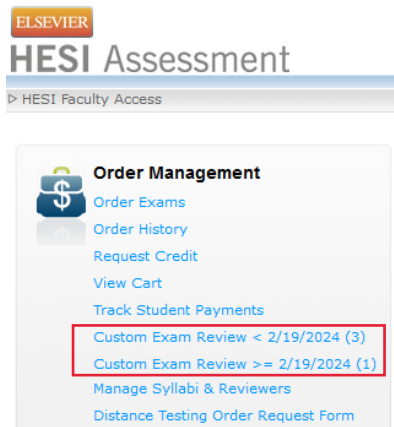 ELSEVIER
HESI Assessment
▷ HESI Faculty Access
Order Management
Order Exams
Order History
Request Credit
View Cart
Track Student Payments
Custom Exam Review < 2/19/2024 (3)
Custom Exam Review >= 2/19/2024 (1)
Manage Syllabi & Reviewers
Distance Testing Order Request Form